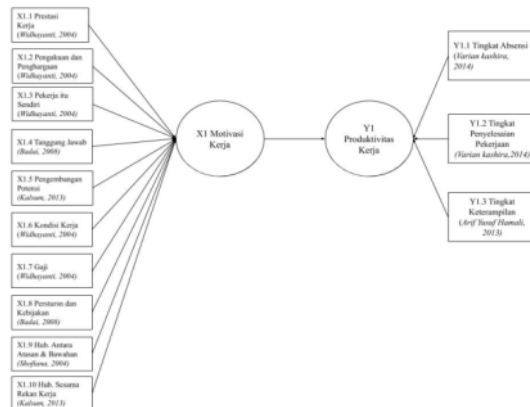 X1.1 Prestasi
Kerja
(Widhayanti, 2004)
X1.2 Pengakuan dan
Penghargaan
(Widhayanti, 2004)
X1.3 Pekerja itu
Sendiri
(Widhayanti, 2004)
X1.4 Tanggung Jawab
(Badai, 2008)
X1.5 Pengembangan
Potensi
(Kalsum, 2013)
X1.6 Kondisi Kerja
(Widhayanti, 2004)
X1.7 Gaji
(Widhayanti, 2004)
X1.8 Peraturan dan
Kebijakan
(Badai, 2008)
X1.9 Hub. Antara
Atasan & Bawahan
(Shofiana, 2004)
X1.10 Hub. Sesama
Rekan Kerja
(Kalsum, 2013)
X1 Motivasi
Kerja
Y1
Produktivitas
Kerja
Y1.1 Tingkat Absensi
(Varian kashira,
2014)
Y1.2 Tingkat
Penyelesaian
Pekerjaan
(Varian kashira,2014)
Y1.3 Tingkat
Keterampilan
(Arif Yusuf Hamali,
2013)